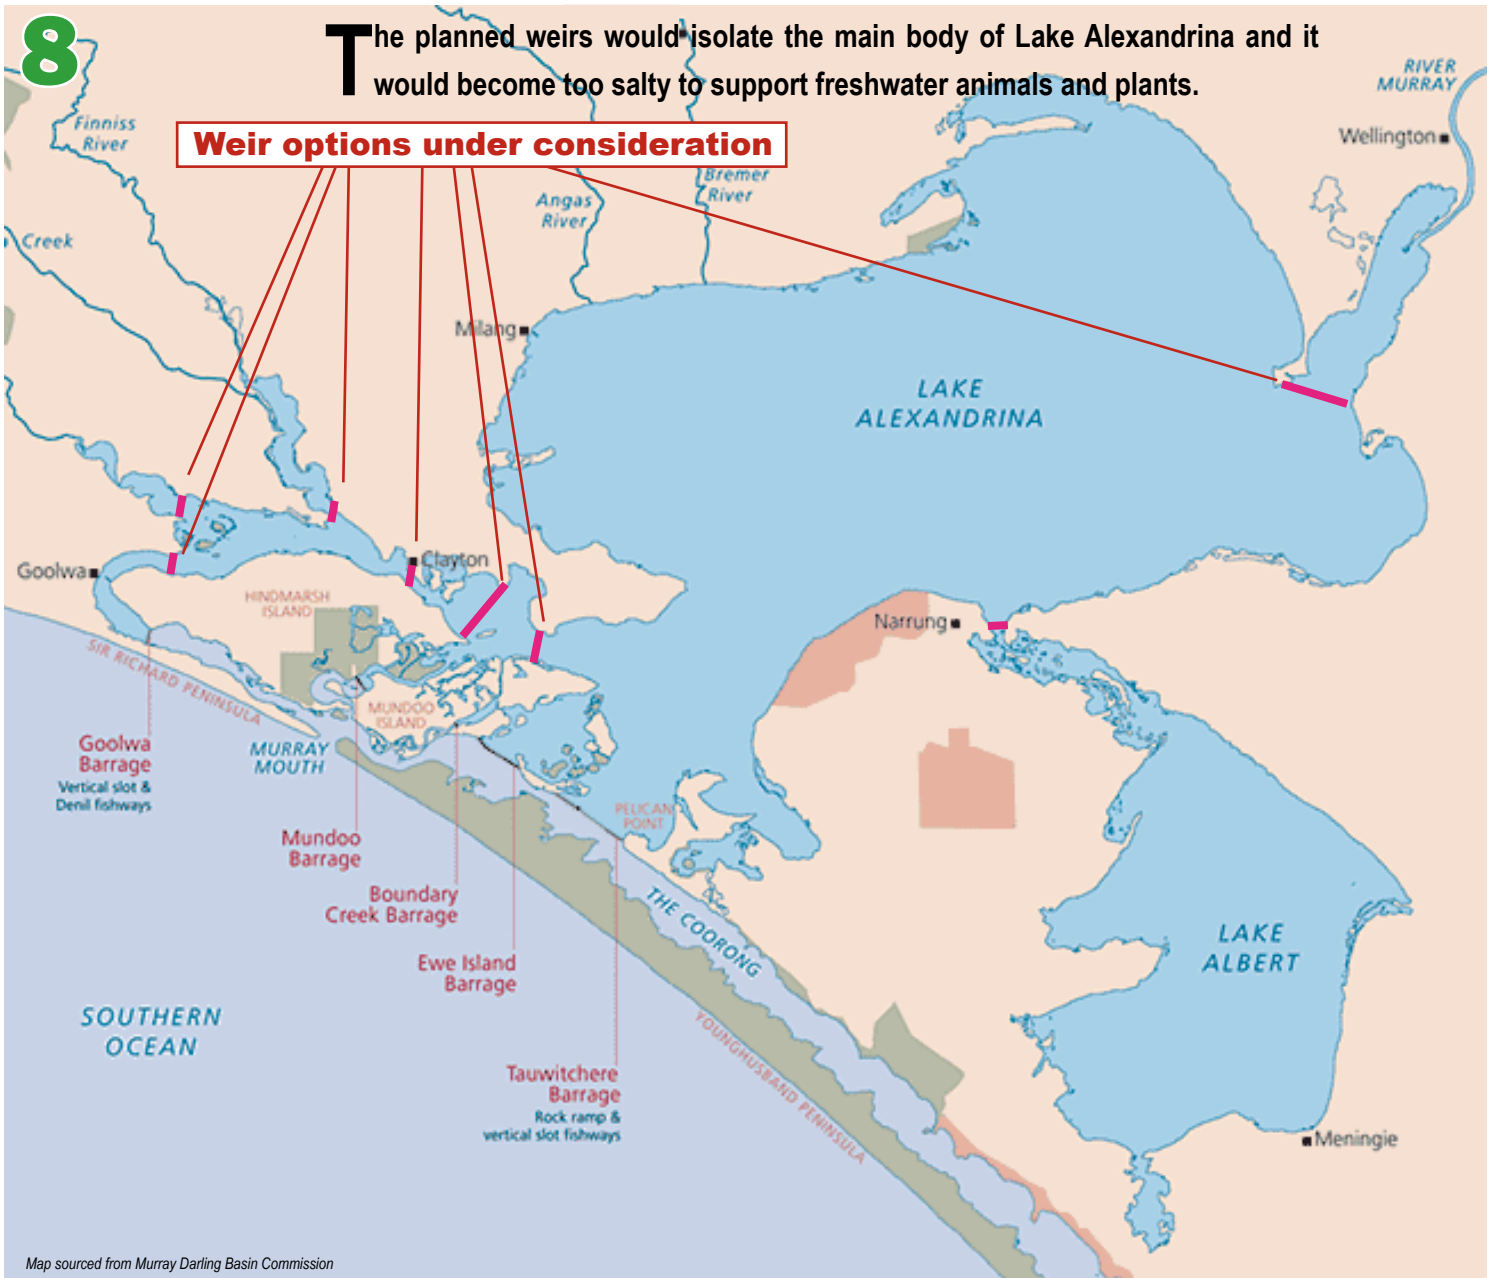 8
The planned weirs would isolate the main body of Lake Alexandrina and it
would become too salty to support freshwater animals and plants.
RIVER
MURRAY
Wellington
Finniss
River
Weir options under consideration
Bremer
River
Angas
River
Creek
Milang
LAKE
ALEXANDRINA
Clayton
Goolwa
HINDMARSH
ISLAND
Narrung
SIR RICHARD PENINSULA
MUNDOO
ISLAND
Goolwa
Barrage
Vertical slot &
Denil fishways
MURRAY
MOUTH
PELICAN
POINT
Mundoo
Barrage
Boundary
Creek Barrage
THE COORONG
Ewe Island
Barrage
LAKE
ALBERT
SOUTHERN
OCEAN
YOUNGHUSBAND PENINSULA
Tauwitchere
Barrage
Rock ramp &
vertical slot fishways
Meningie
Map sourced from Murray Darling Basin Commission